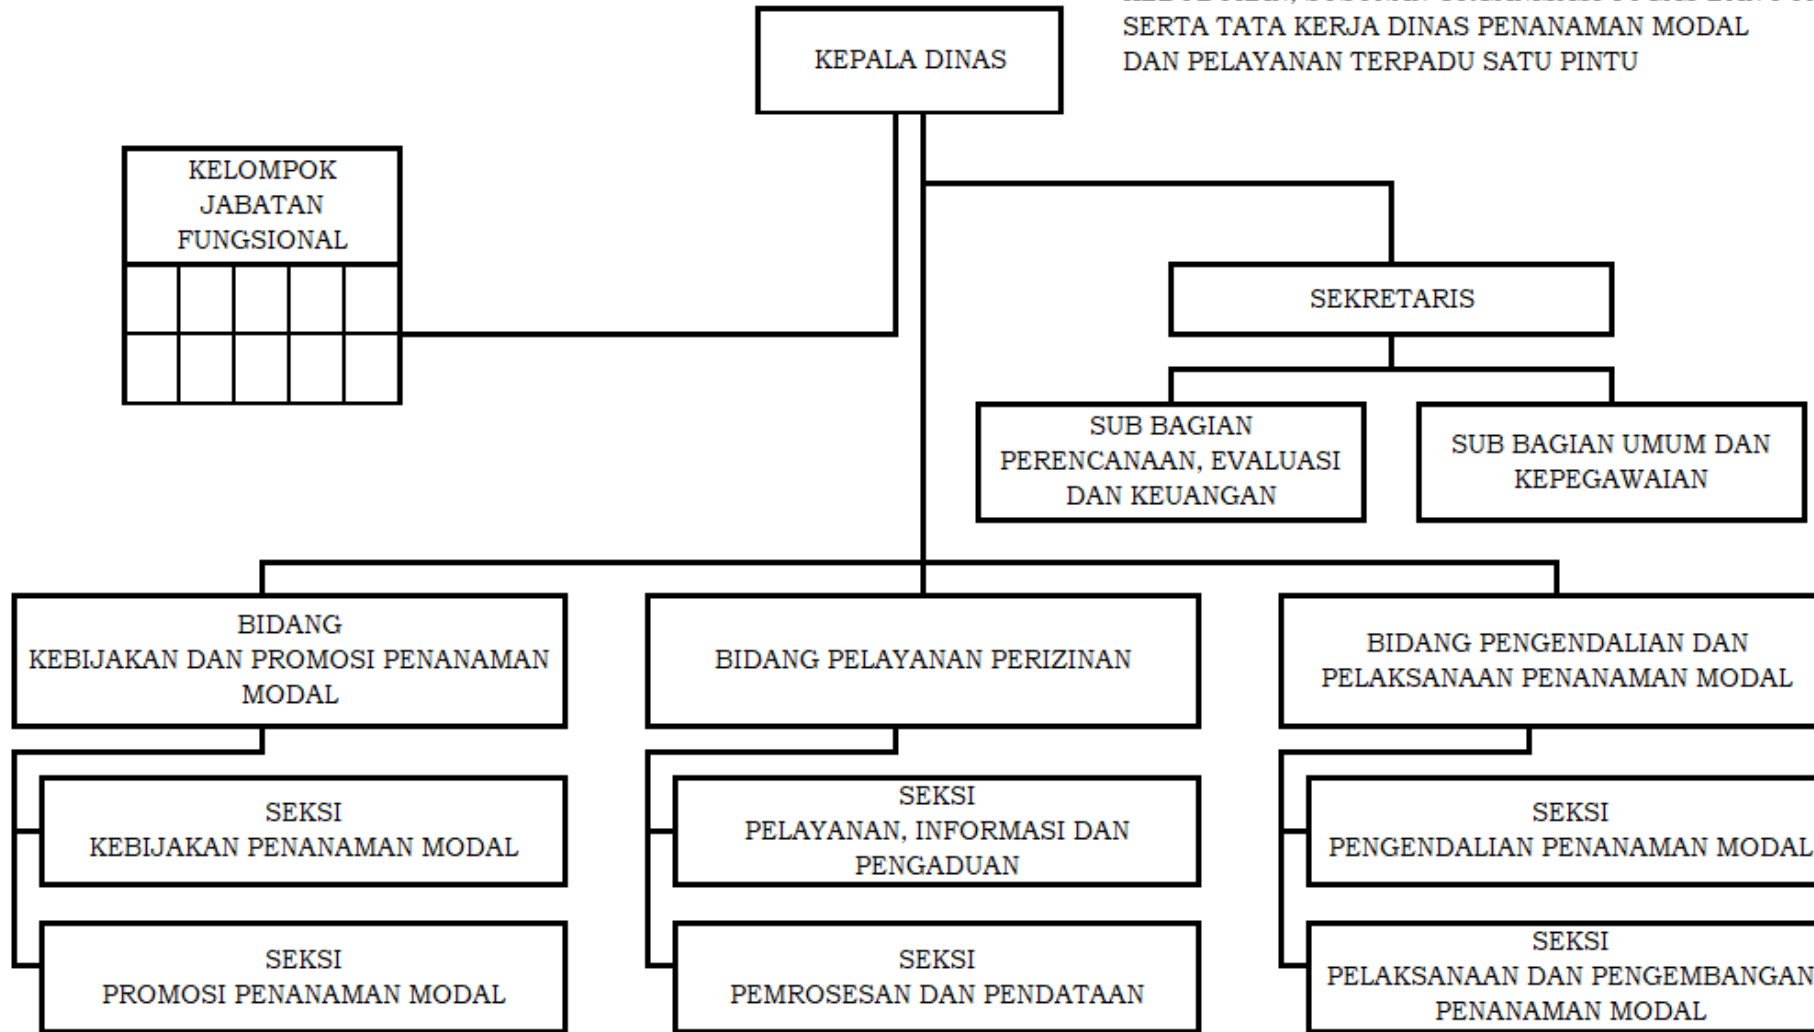 SERTA TATA KERJA DINAS PENANAMAN MODAL
DAN PELAYANAN TERPADU SATU PINTU
KEPALA DINAS
KELOMPOK
JABATAN
FUNGSIONAL
SEKRETARIS
SUB BAGIAN
PERENCANAAN, EVALUASI
DAN KEUANGAN
SUB BAGIAN UMUM DAN
KEPEGAWAIAN
BIDANG
KEBIJAKAN DAN PROMOSI PENANAMAN
MODAL
BIDANG PELAYANAN PERIZINAN
BIDANG PENGENDALIAN DAN
PELAKSANAAN PENANAMAN MODAL
SEKSI
KEBIJAKAN PENANAMAN MODAL
SEKSI
PROMOSI PENANAMAN MODAL
SEKSI
PELAYANAN, INFORMASI DAN
PENGADUAN
SEKSI
PEMROSESAN DAN PENDATAAN
SEKSI
PENGENDALIAN PENANAMAN MODAL
SEKSI
PELAKSANAAN DAN PENGEMBANGAN
PENANAMAN MODAL